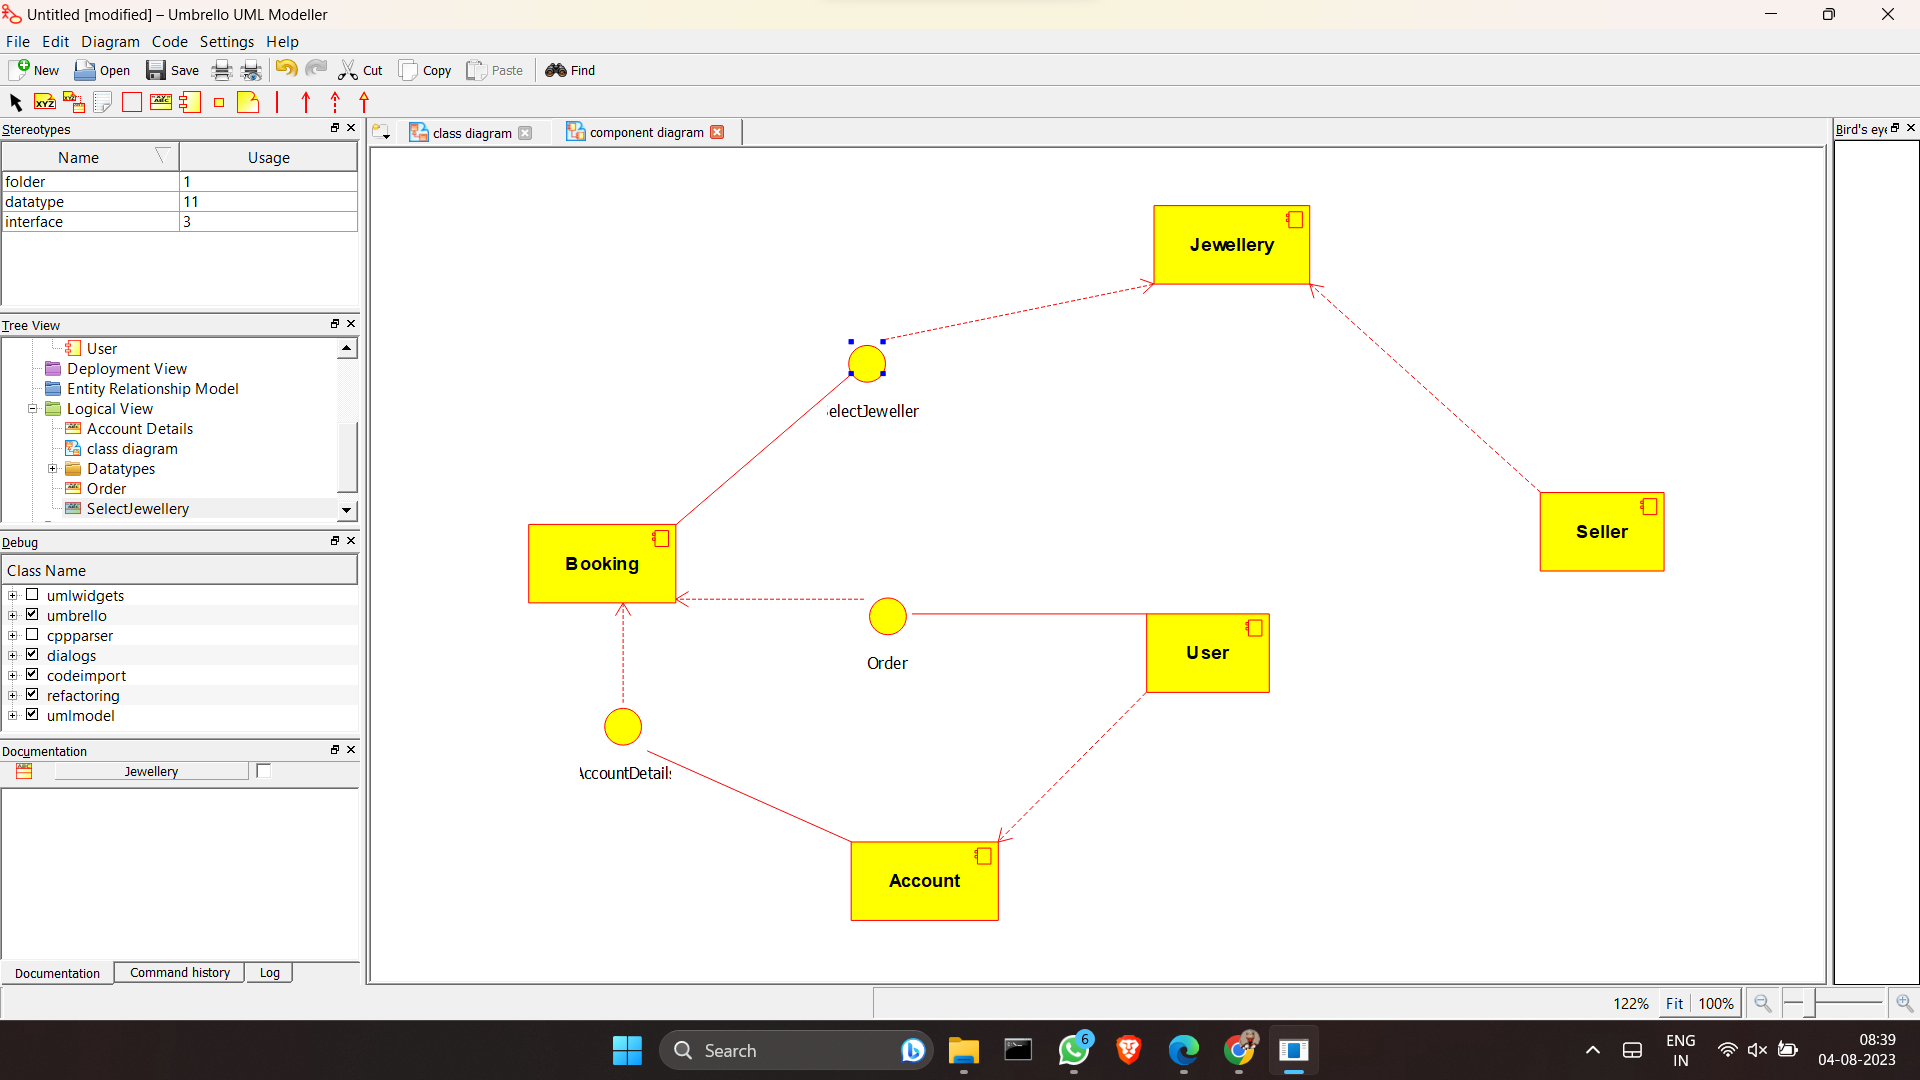 Untitled [modified] – Umbrello UML Modeller
File Edit Diagram Code Settings Help
New Open Save Cut Copy Paste Find
XYZ
Stereotypes
class diagram
component diagram
Bird's eye
Name Usage
folder 1
datatype 11
interface 3
Tree View
User
Deployment View
Entity Relationship Model
Logical View
Account Details
class diagram
Datatypes
Order
SelectJewellery
Debug
Class Name
umlwidgets
umbrello
cppparser
dialogs
codeimport
refactoring
umlmodel
Documentation
Jewellery
Documentation Command history Log
Jewellery
electJeweller
Seller
Booking
Order
User
AccountDetails
Account
122% Fit 100%
Search
6
ENG
IN
08:39
04-08-2023